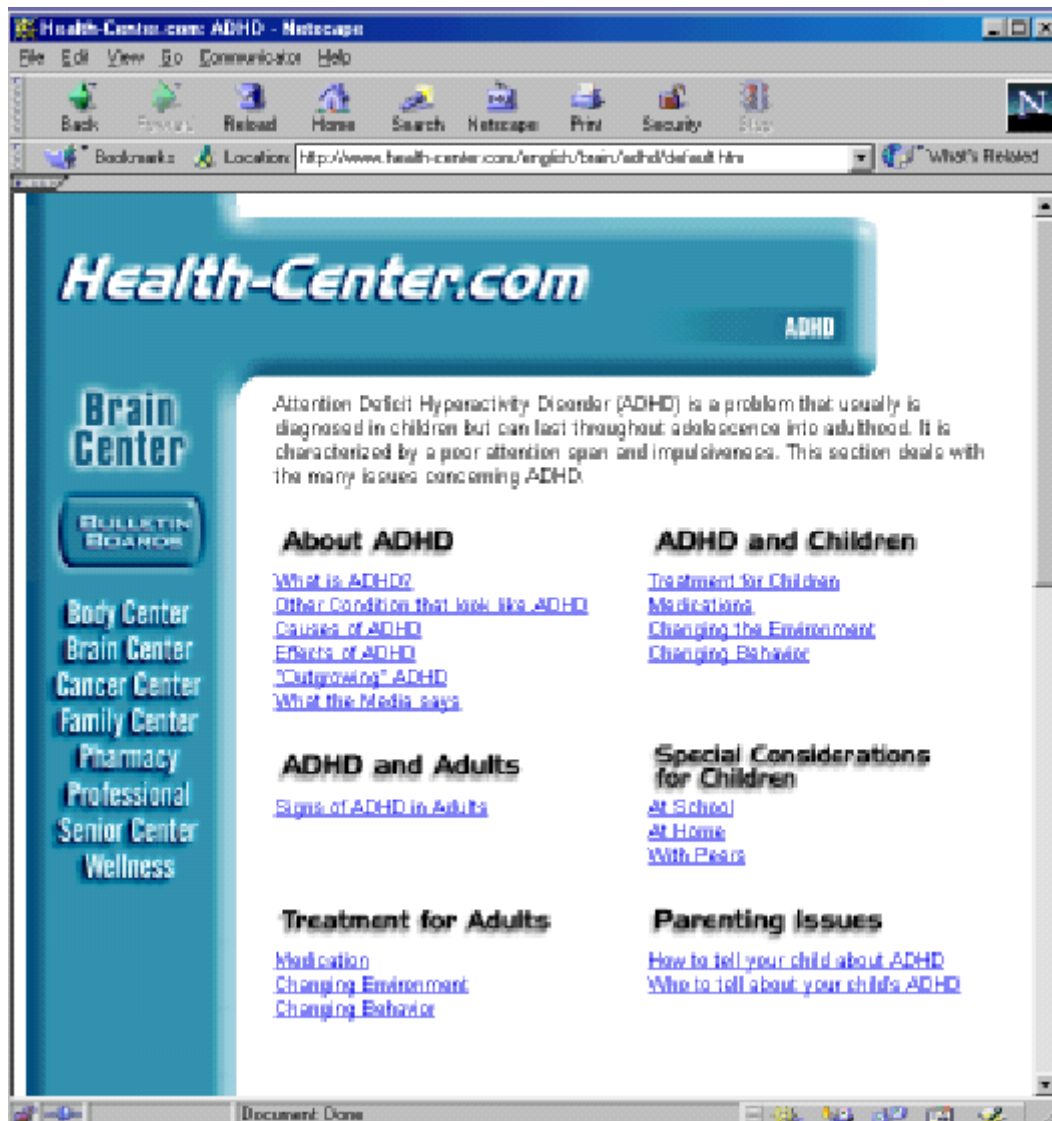 Health-Center.com: ADHD - Netscape
File Edit View Go Communicator Help
Back Forward Reload Home Search Netscape Print Security Stop
Bookmarks Location: http://www.health-center.com/english/brain/adhd/default.htm What's Related
Health-Center.com
ADHD
Brain
Center
BULLETIN
BOARDS
Body Center
Brain Center
Cancer Center
Family Center
Pharmacy
Professional
Senior Center
Wellness
Attention Deficit Hyperactivity Disorder (ADHD) is a problem that usually is
diagnosed in children but can last throughout adolescence into adulthood. It is
characterized by a poor attention span and impulsiveness. This section deals with
the many issues concerning ADHD.
About ADHD
What is ADHD?
Other Condition that look like ADHD
Causes of ADHD
Effects of ADHD
"Outgrowing" ADHD
What the Media says
ADHD and Children
Treatment for Children
Medications
Changing the Environment
Changing Behavior
ADHD and Adults
Signs of ADHD in Adults
Special Considerations
for Children
At School
At Home
With Peers
Treatment for Adults
Medication
Changing Environment
Changing Behavior
Parenting Issues
How to tell your child about ADHD
Who to tell about your child's ADHD
Document: Done